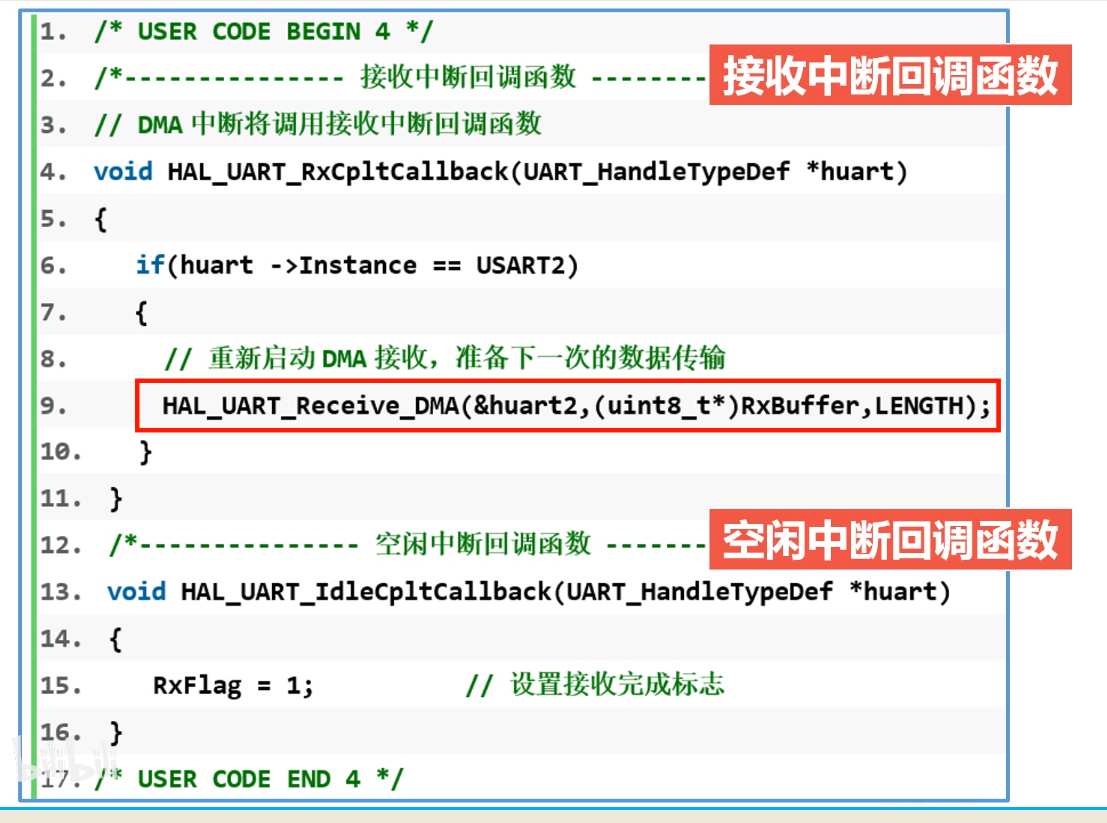 1. /* USER CODE BEGIN 4 */
2. /*--------------- 接收中断回调函数 --------
接收中断回调函数
3. // DMA 中断将调用接收中断回调函数
4. void HAL_UART_RxCpltCallback(UART_HandleTypeDef *huart)
5. {
6. if(huart ->Instance == USART2)
7. {
8. // 重新启动 DMA 接收，准备下一次的数据传输
9. HAL_UART_Receive_DMA(&huart2,(uint8_t*)RxBuffer,LENGTH);
10. }
11. }
12. /*--------------- 空闲中断回调函数 -------
空闲中断回调函数
13. void HAL_UART_IdleCpltCallback(UART_HandleTypeDef *huart)
14. {
15. RxFlag = 1; // 设置接收完成标志
16. }
bilibili
17. /* USER CODE END 4 */